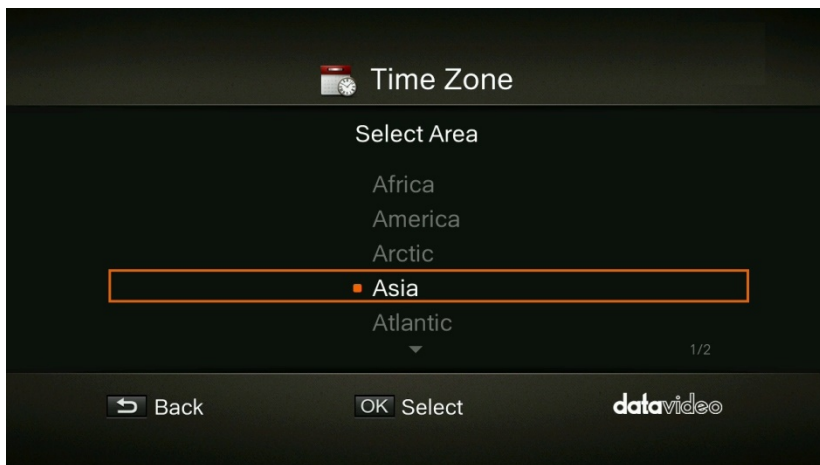 Time Zone
Select Area
Africa
America
Arctic
Asia
Atlantic
1/2
Back
OK Select
datavideo